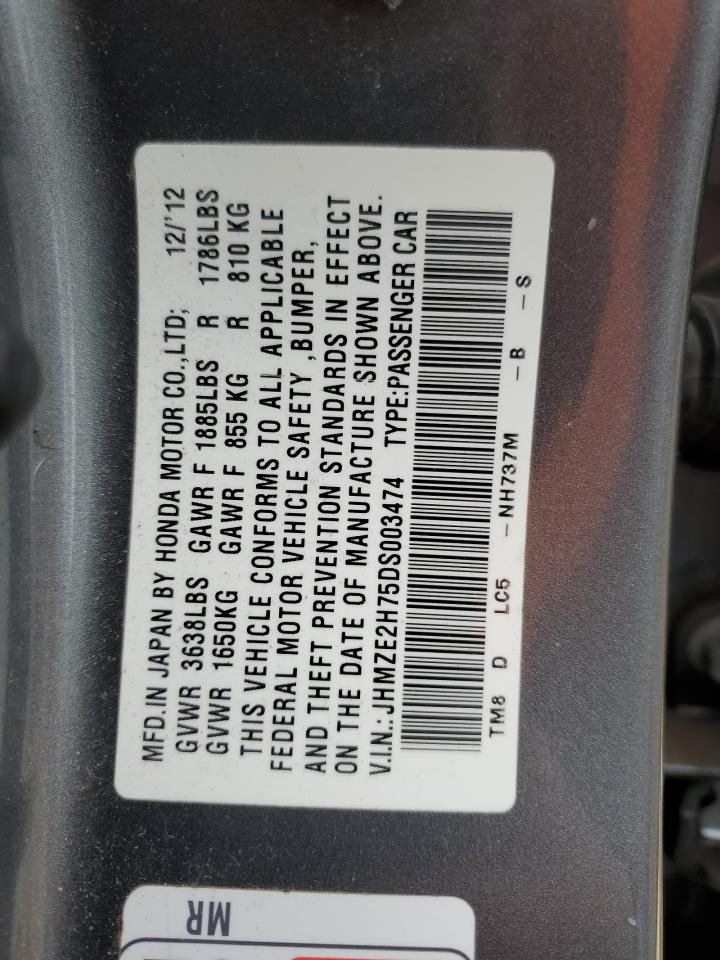 MFD.IN JAPAN BY HONDA MOTOR CO.,LTD; 12/'12
GVWR 3638LBS GAWR F 1885LBS R 1786LBS
GVWR 1650KG GAWR F 855 KG R 810 KG
THIS VEHICLE CONFORMS TO ALL APPLICABLE
FEDERAL MOTOR VEHICLE SAFETY ,BUMPER,
AND THEFT PREVENTION STANDARDS IN EFFECT
ON THE DATE OF MANUFACTURE SHOWN ABOVE.
V.I.N.: JHMZE2H75DS003474 TYPE:PASSENGER CAR
TM8 D LC5 -NH737M -B -S
MR